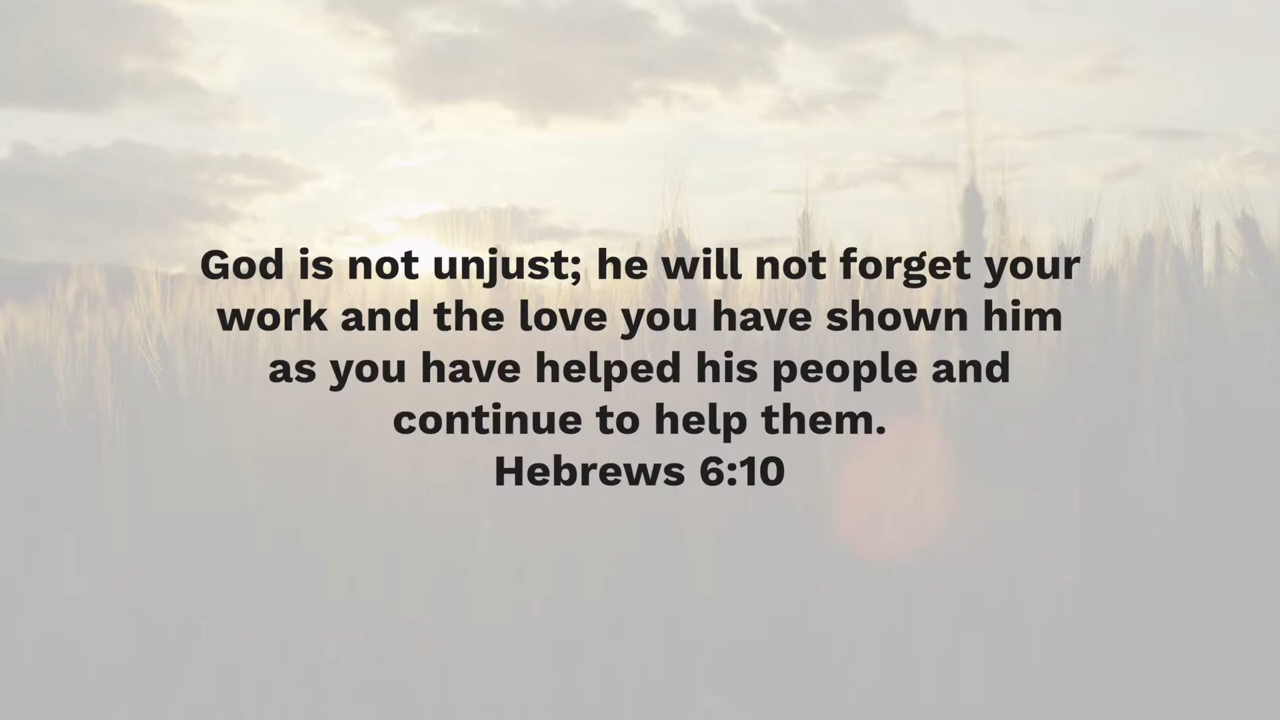 God is not unjust; he will not forget your
work and the love you have shown him
as you have helped his people and
continue to help them.
Hebrews 6:10